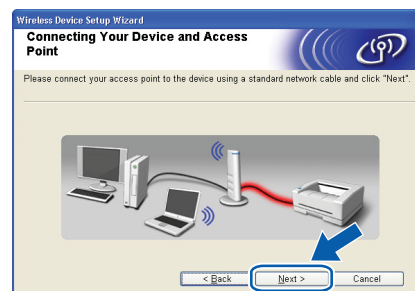 Wireless Device Setup Wizard
Connecting Your Device and Access
Point
Please connect your access point to the device using a standard network cable and click "Next".
< Back
Next >
Cancel